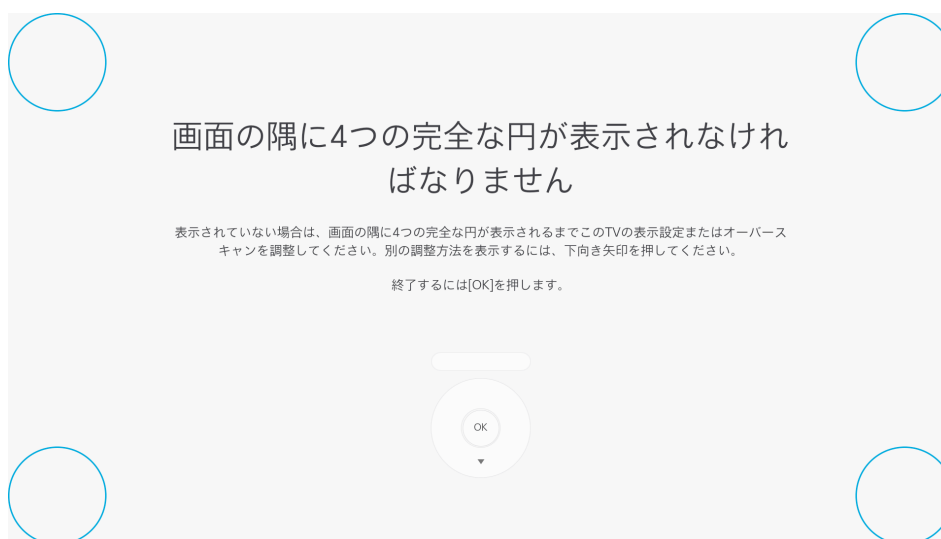 画面の隅に4つの完全な円が表示されなけれ
ばなりません
表示されていない場合は、画面の隅に4つの完全な円が表示されるまでこのTVの表示設定またはオーバース
キャンを調整してください。別の調整方法を表示するには、下向き矢印を押してください。
終了するには[OK]を押します。
OK